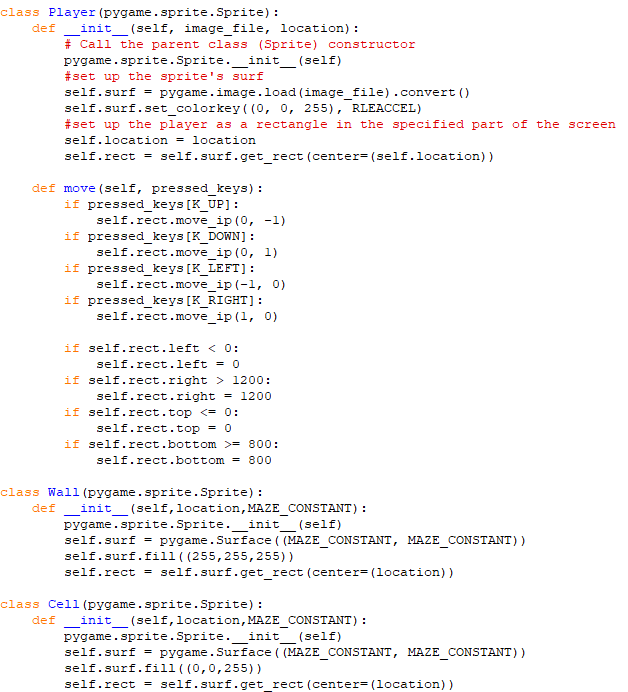 class Player(pygame.sprite.Sprite):
    def __init__(self, image_file, location):
        # Call the parent class (Sprite) constructor
        pygame.sprite.Sprite.__init__(self)
        #set up the sprite's surf
        self.surf = pygame.image.load(image_file).convert()
        self.surf.set_colorkey((0, 0, 255), RLEACCEL)
        #set up the player as a rectangle in the specified part of the screen
        self.location = location
        self.rect = self.surf.get_rect(center=(self.location))

    def move(self, pressed_keys):
        if pressed_keys[K_UP]:
            self.rect.move_ip(0, -1)
        if pressed_keys[K_DOWN]:
            self.rect.move_ip(0, 1)
        if pressed_keys[K_LEFT]:
            self.rect.move_ip(-1, 0)
        if pressed_keys[K_RIGHT]:
            self.rect.move_ip(1, 0)

        if self.rect.left < 0:
            self.rect.left = 0
        if self.rect.right > 1200:
            self.rect.right = 1200
        if self.rect.top <= 0:
            self.rect.top = 0
        if self.rect.bottom >= 800:
            self.rect.bottom = 800

class Wall(pygame.sprite.Sprite):
    def __init__(self,location,MAZE_CONSTANT):
        pygame.sprite.Sprite.__init__(self)
        self.surf = pygame.Surface((MAZE_CONSTANT, MAZE_CONSTANT))
        self.surf.fill((255,255,255))
        self.rect = self.surf.get_rect(center=(location))

class Cell(pygame.sprite.Sprite):
    def __init__(self,location,MAZE_CONSTANT):
        pygame.sprite.Sprite.__init__(self)
        self.surf = pygame.Surface((MAZE_CONSTANT, MAZE_CONSTANT))
        self.surf.fill((0,0,255))
        self.rect = self.surf.get_rect(center=(location))